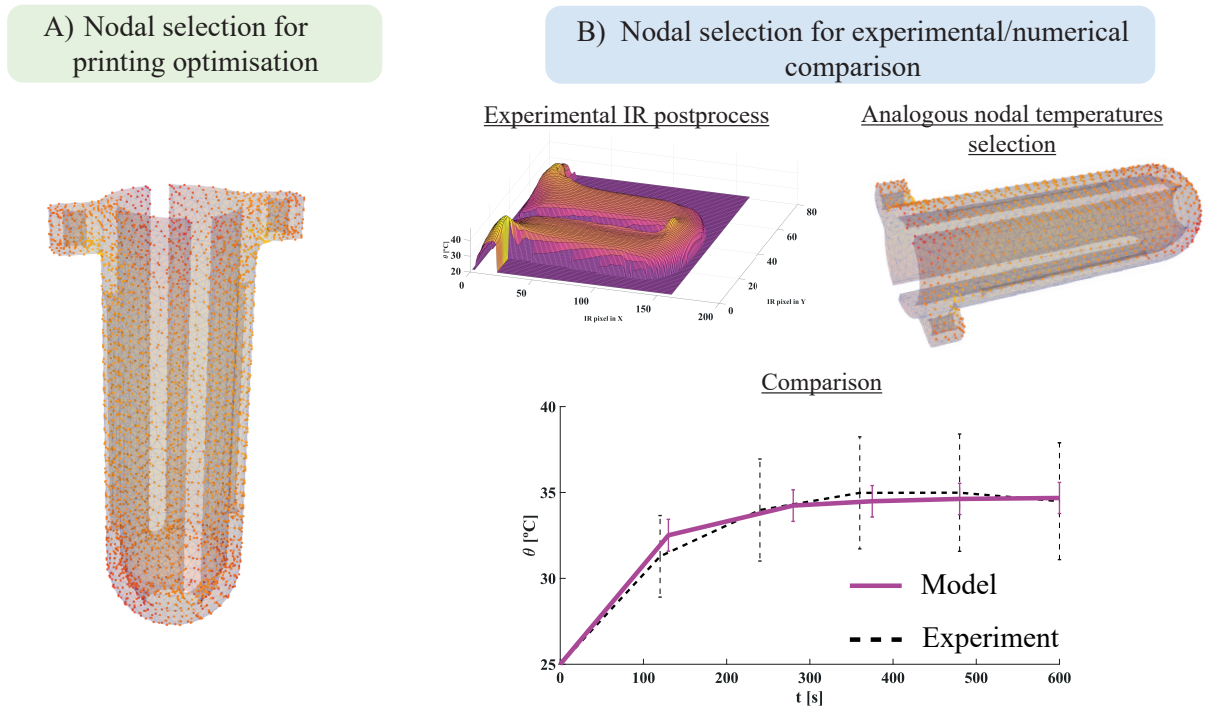 A) Nodal selection for
printing optimisation
B) Nodal selection for experimental/numerical
comparison
Experimental IR postprocess
Analogous nodal temperatures
selection
40
30
20
θ [ºC]
0
50
100
150
200
IR pixel in X
0
20
40
60
80
IR pixel in Y
Comparison
40
35
30
25
θ [ºC]
0
100
200
300
400
500
600
t [s]
Model
Experiment